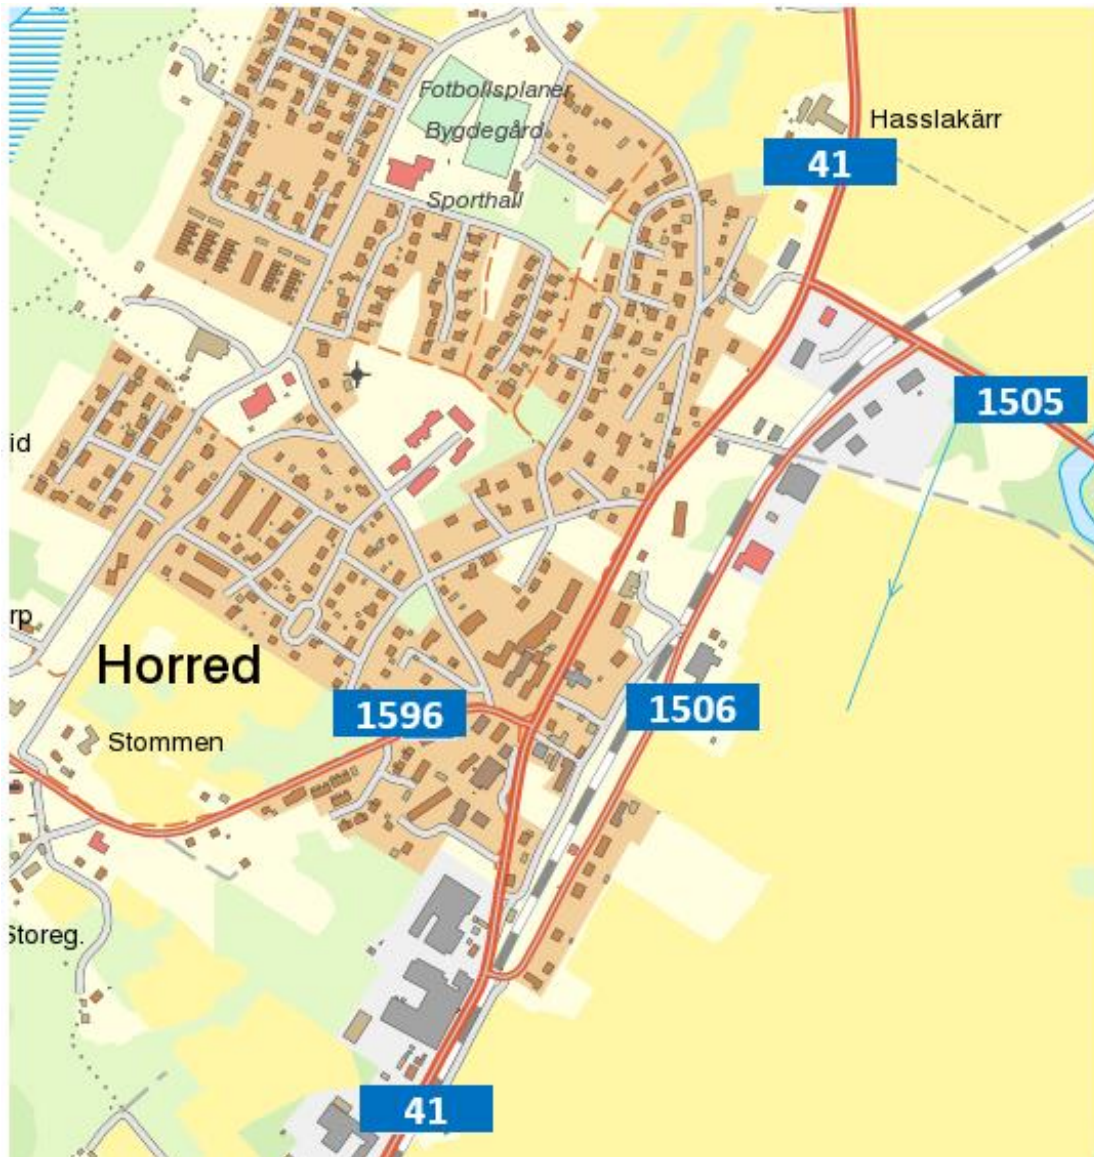 Fotbollsplaner
Bygdegård
Hasslakärr
41
Sporthall
1505
id
rp
Horred
1596
1506
Stommen
Storeg.
41